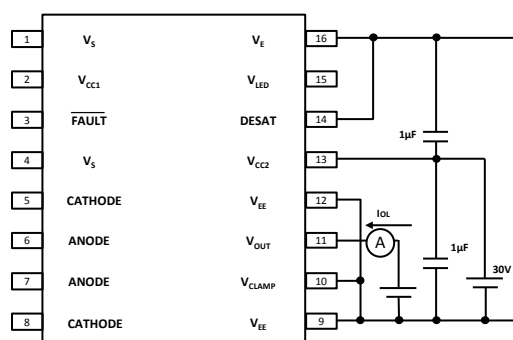 1 VS VE 16
2 VCC1 VLED 15
3 FAULT DESAT 14
4 VS VCC2 13
5 CATHODE VEE 12
6 ANODE VOUT 11
7 ANODE VCLAMP 10
8 CATHODE VEE 9
1µF
IOL
A
1µF
30V